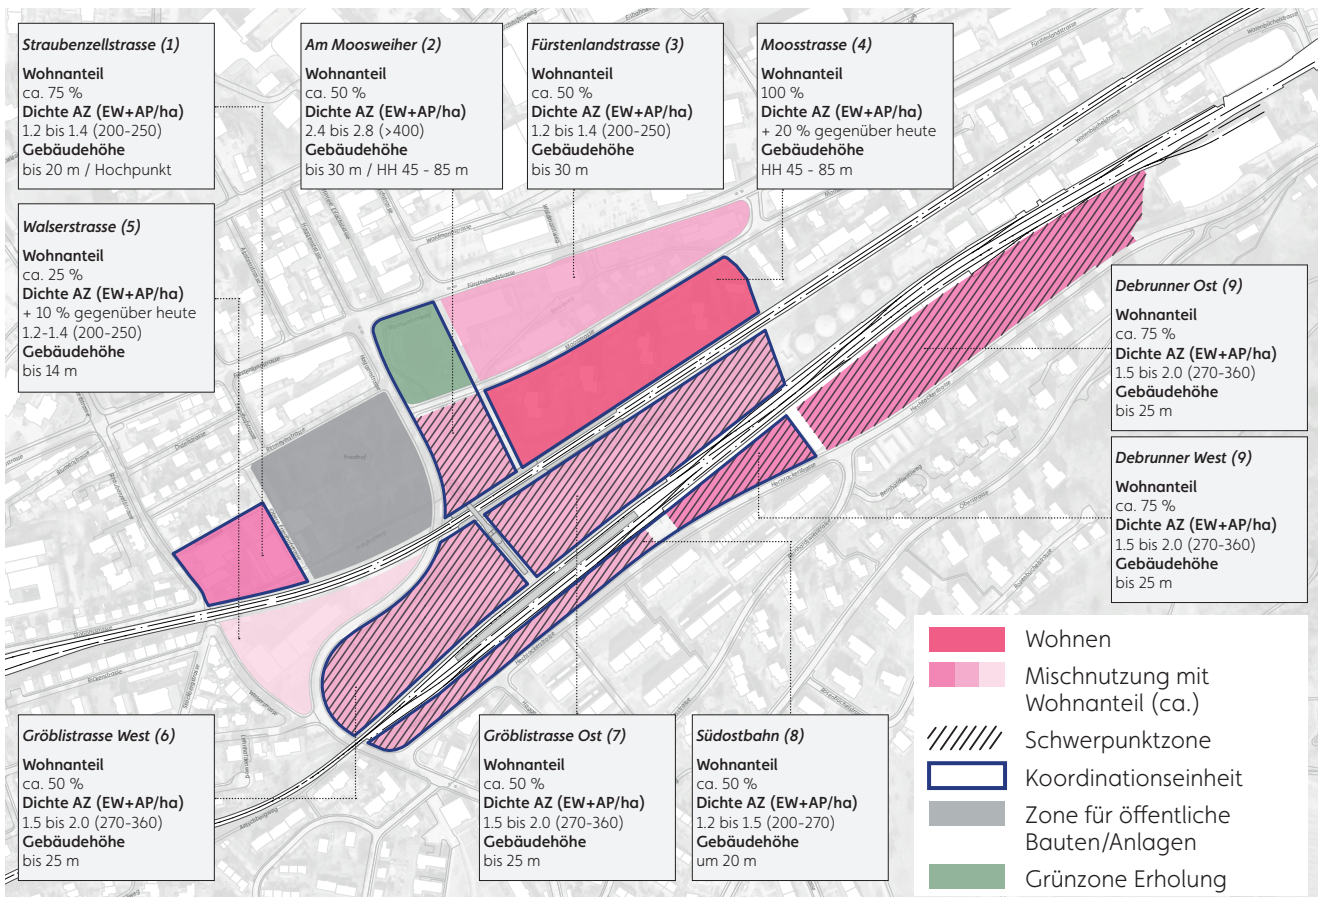 Straubenzellstrasse (1)
Wohnanteil
ca. 75 %
Dichte AZ (EW+AP/ha)
1.2 bis 1.4 (200-250)
Gebäudehöhe
bis 20 m / Hochpunkt
Am Moosweiher (2)
Wohnanteil
ca. 50 %
Dichte AZ (EW+AP/ha)
2.4 bis 2.8 (>400)
Gebäudehöhe
bis 30 m / HH 45 - 85 m
Fürstenlandstrasse (3)
Wohnanteil
ca. 50 %
Dichte AZ (EW+AP/ha)
1.2 bis 1.4 (200-250)
Gebäudehöhe
bis 30 m
Moosstrasse (4)
Wohnanteil
100 %
Dichte AZ (EW+AP/ha)
+ 20 % gegenüber heute
Gebäudehöhe
HH 45 - 85 m
Walserstrasse (5)
Wohnanteil
ca. 25 %
Dichte AZ (EW+AP/ha)
+ 10 % gegenüber heute
1.2-1.4 (200-250)
Gebäudehöhe
bis 14 m
Debrunner Ost (9)
Wohnanteil
ca. 75 %
Dichte AZ (EW+AP/ha)
1.5 bis 2.0 (270-360)
Gebäudehöhe
bis 25 m
Debrunner West (9)
Wohnanteil
ca. 75 %
Dichte AZ (EW+AP/ha)
1.5 bis 2.0 (270-360)
Gebäudehöhe
bis 25 m
Gröblistrasse West (6)
Wohnanteil
ca. 50 %
Dichte AZ (EW+AP/ha)
1.5 bis 2.0 (270-360)
Gebäudehöhe
bis 25 m
Gröblistrasse Ost (7)
Wohnanteil
ca. 50 %
Dichte AZ (EW+AP/ha)
1.5 bis 2.0 (270-360)
Gebäudehöhe
bis 25 m
Südostbahn (8)
Wohnanteil
ca. 50 %
Dichte AZ (EW+AP/ha)
1.2 bis 1.5 (200-270)
Gebäudehöhe
um 20 m
Wohnen
Mischnutzung mit
Wohnanteil (ca.)
Schwerpunktzone
Koordinationseinheit
Zone für öffentliche
Bauten/Anlagen
Grünzone Erholung
Fürstenlandstrasse
Fürstenlandstrasse
Fürstenlandstrasse
Moosstrasse
Hechtackerstrasse
Hechtackerstrasse
Hechtackerstrasse
Oberstrasse
Walserstrasse
Friedhof